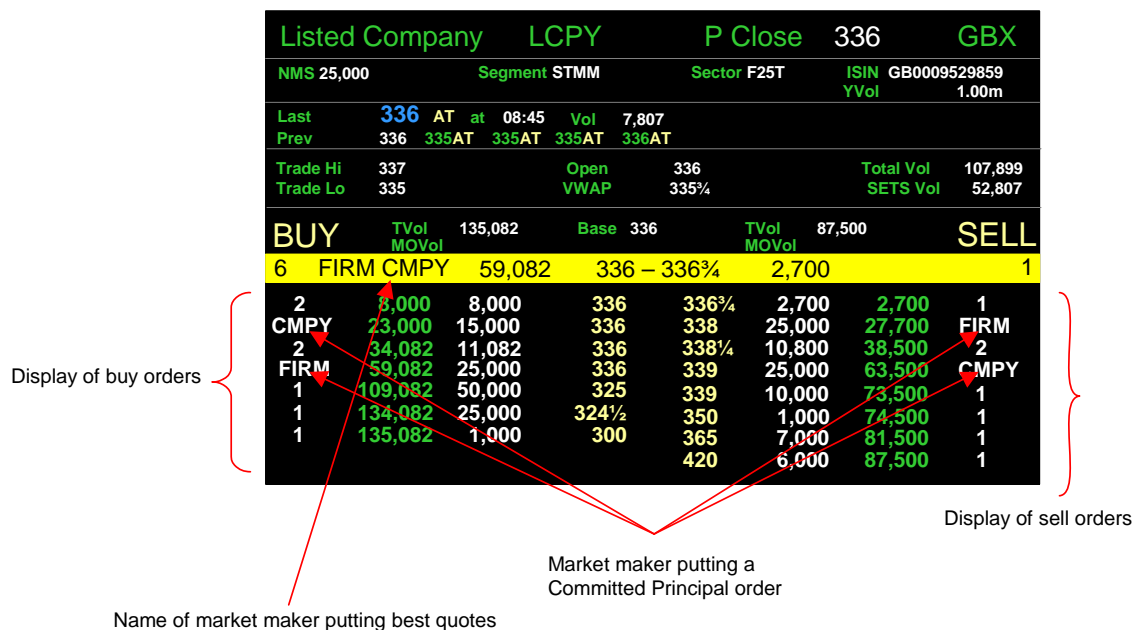 Listed Company LCPY P Close 336 GBX
NMS 25,000 Segment STMM Sector F25T ISIN GB0009529859
YVol 1.00m
Last 336 AT at 08:45 Vol 7,807
Prev 336 335AT 335AT 335AT 336AT
Trade Hi 337 Open 336 Total Vol 107,899
Trade Lo 335 VWAP 335¾ SETS Vol 52,807
BUY TVol 135,082 Base 336 TVol 87,500 SELL
MOVol MOVol
6 FIRM CMPY 59,082 336 – 336¾ 2,700 1
2 8,000 8,000 336 336¾ 2,700 2,700 1
CMPY 23,000 15,000 336 338 25,000 27,700 FIRM
2 34,082 11,082 336 338¼ 10,800 38,500 2
FIRM 59,082 25,000 336 339 25,000 63,500 CMPY
1 109,082 50,000 325 339 10,000 73,500 1
1 134,082 25,000 324½ 350 1,000 74,500 1
1 135,082 1,000 300 365 7,000 81,500 1
420 6,000 87,500 1
Display of buy orders
Display of sell orders
Market maker putting a
Committed Principal order
Name of market maker putting best quotes